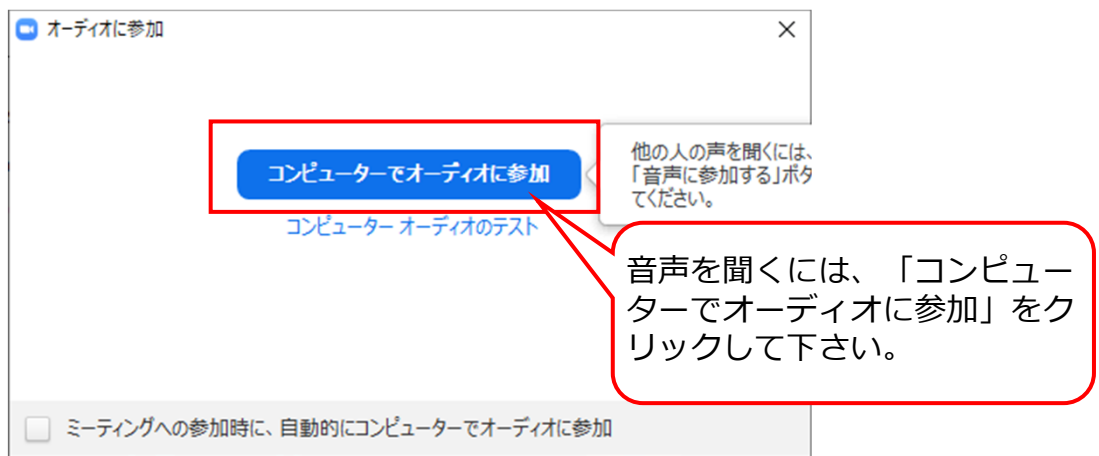 オーディオに参加
コンピューターでオーディオに参加
他の人の声を聞くには、
「音声に参加する」ボタ
てください。
コンピューター オーディオのテスト
音声を聞くには、「コンピュー
ターでオーディオに参加」をク
リックして下さい。
ミーティングへの参加時に、自動的にコンピューターでオーディオに参加